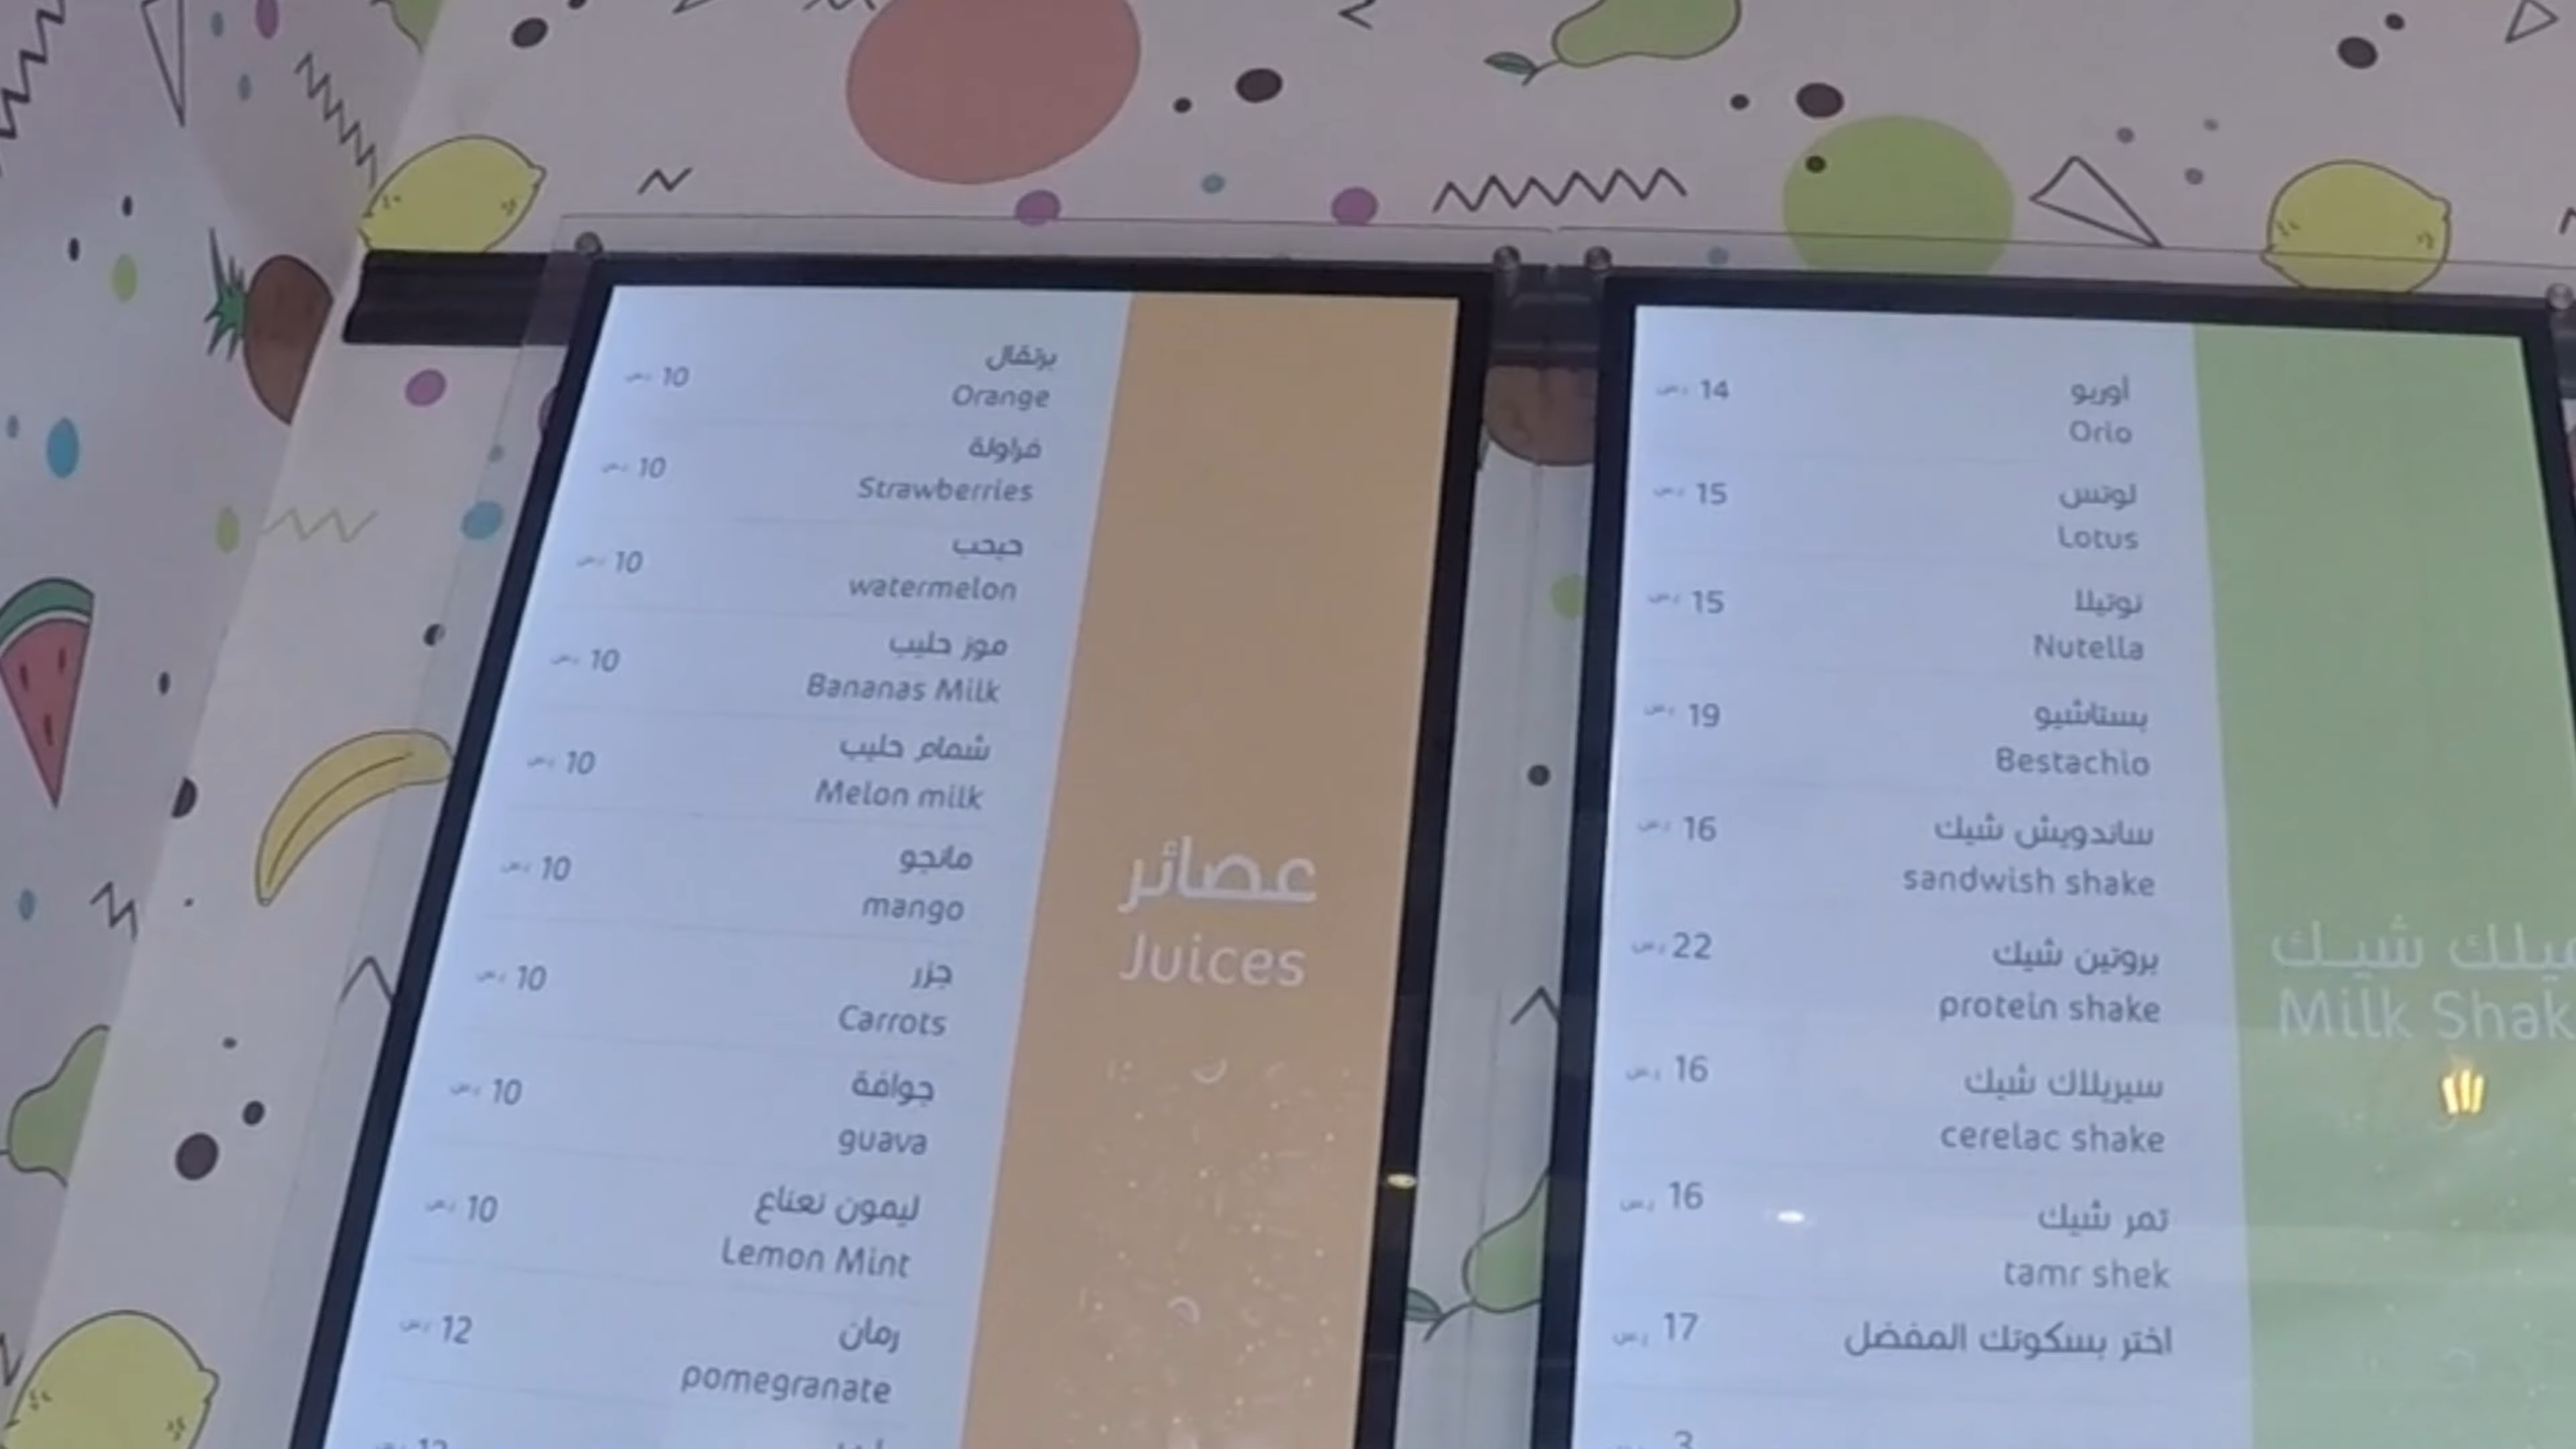 برتقال
10 ر.س
Orange
فراولة
10 ر.س
Strawberries
حبحب
10 ر.س
watermelon
موز حليب
10 ر.س
Bananas Milk
شمام حليب
10 ر.س
Melon milk
مانجو
10 ر.س
mango
جزر
10 ر.س
Carrots
جوافة
10 ر.س
guava
ليمون نعناع
10 ر.س
Lemon Mint
رمان
12 ر.س
pomegranate
عصائر
Juices
أوريو
14 ر.س
Orio
لوتس
15 ر.س
Lotus
نوتيلا
15 ر.س
Nutella
بستاشيو
19 ر.س
Bestachio
ساندويش شيك
16 ر.س
sandwish shake
بروتين شيك
22 ر.س
protein shake
سيريلاك شيك
16 ر.س
cerelac shake
تمر شيك
16 ر.س
tamr shek
اختر بسكوتك المفضل
17 ر.س
شيك
Milk